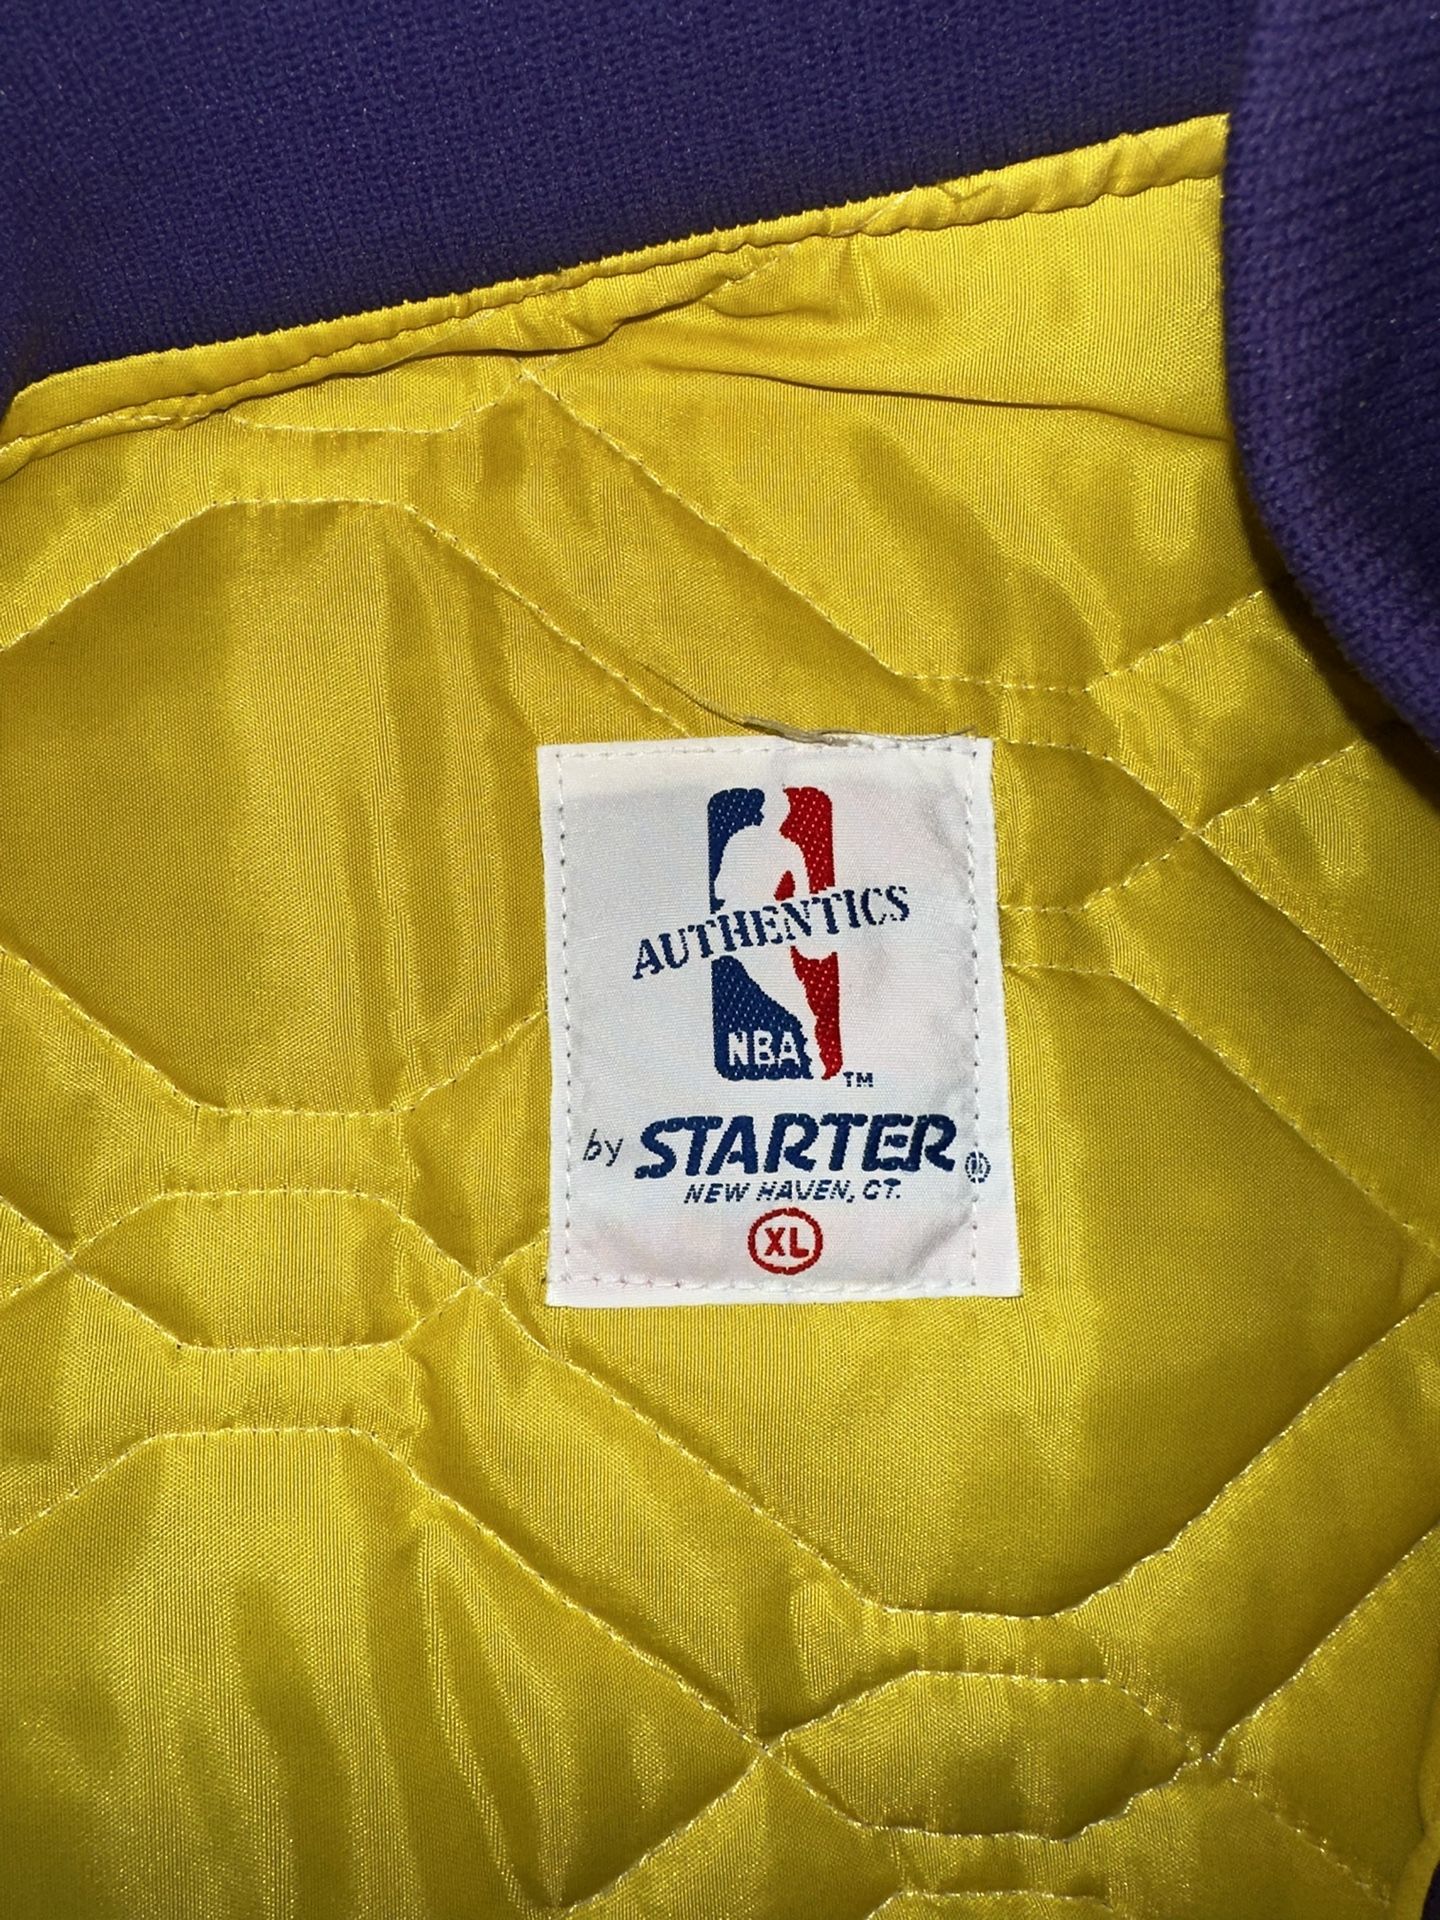 AUTHENTICS
NBA
TM
by STARTER ®
NEW HAVEN, CT.
XL